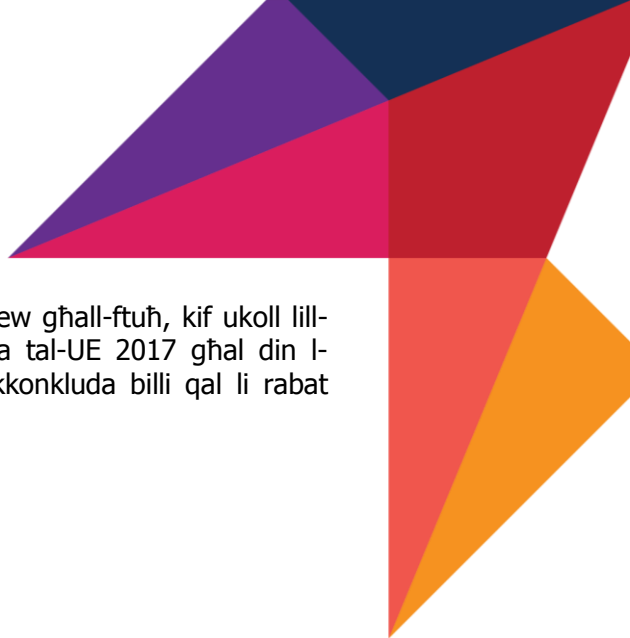 ew għall-ftuħ, kif ukoll lill-
a tal-UE 2017 għal din l-
kkonkluda billi qal li rabat